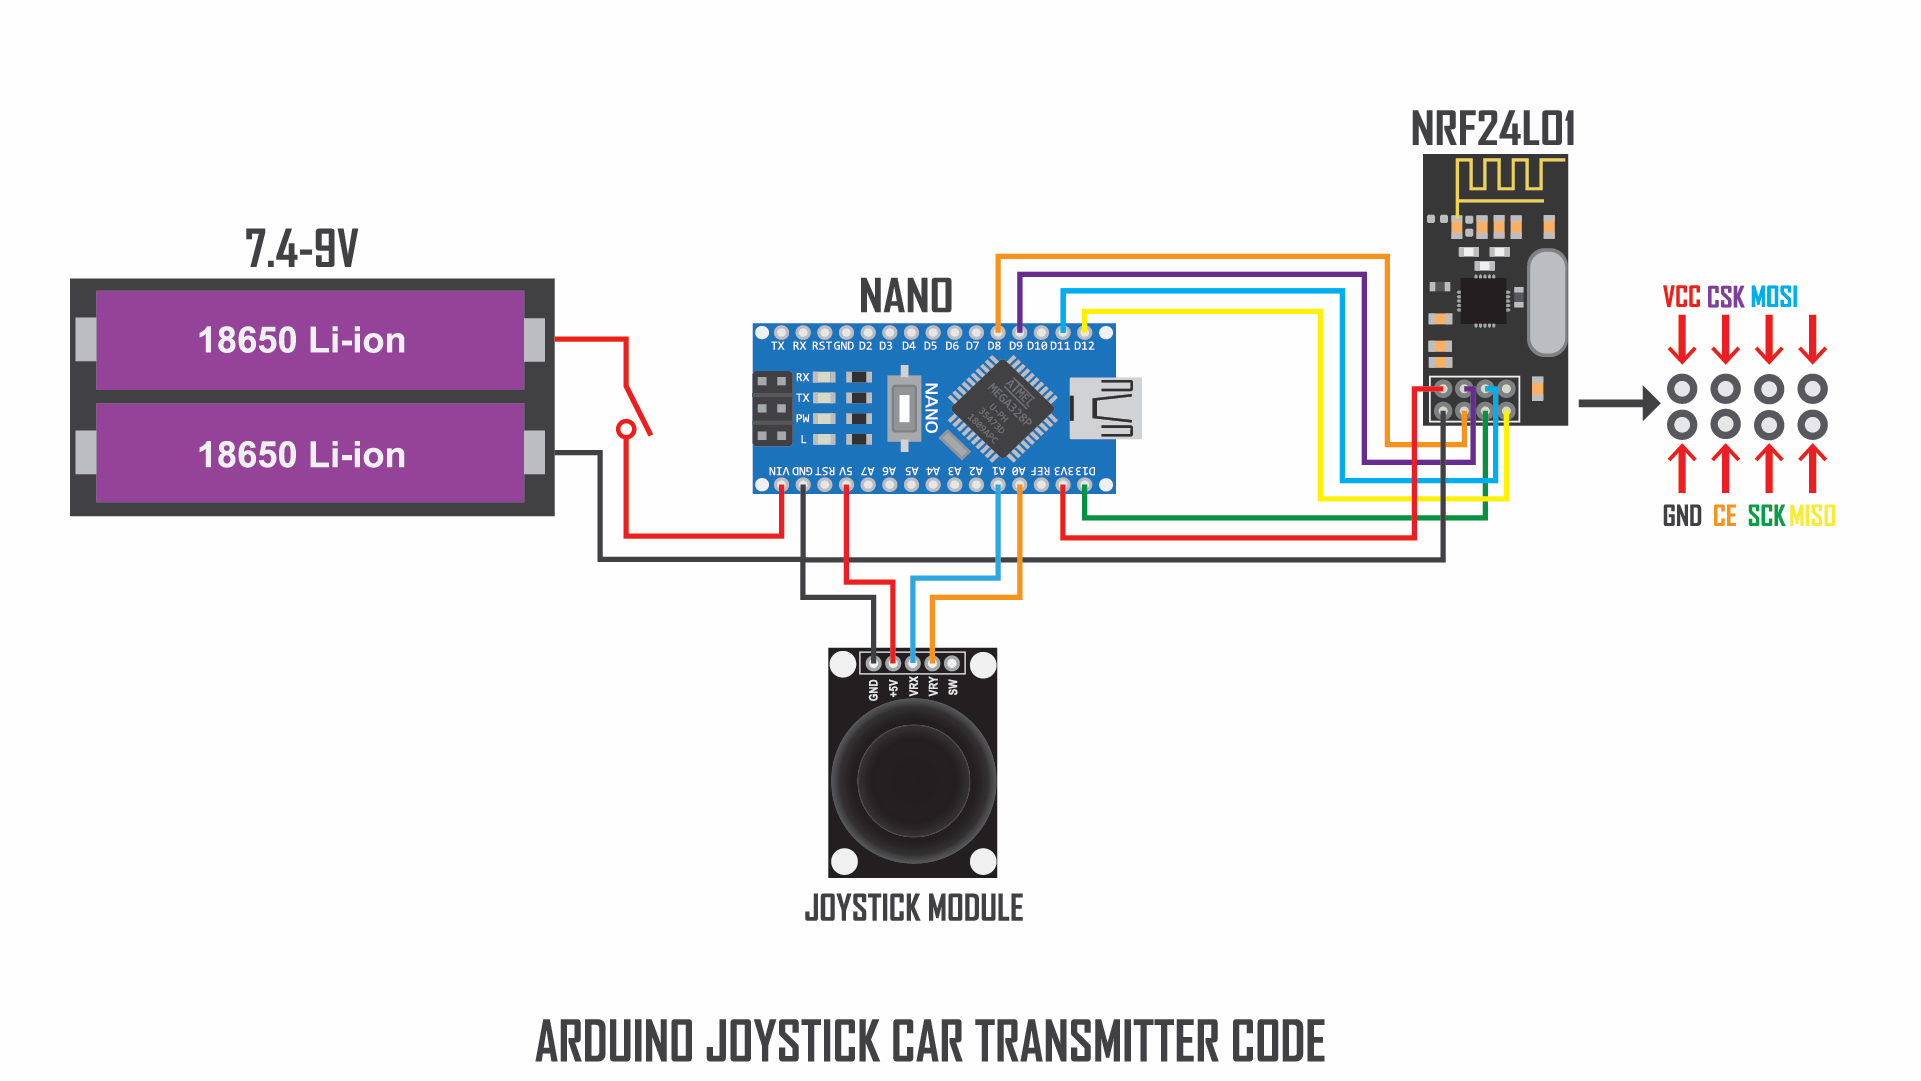 NRF24L01
7.4-9V
18650 Li-ion
18650 Li-ion
NANO
TX RX RST GND D2 D3 D4 D5 D6 D7 D8 D9 D10 D11 D12
RX
TX
PW
L
NANO
ATMEL
MEGA328P
U-PH
35473D
1809APC
VIN GND RST 5V A7 A6 A5 A4 A3 A2 A1 A0 REF 3V3 D13
VCC CSK MOSI
GND CE SCK MISO
GND +5V VRX VRY SW
JOYSTICK MODULE
ARDUINO JOYSTICK CAR TRANSMITTER CODE